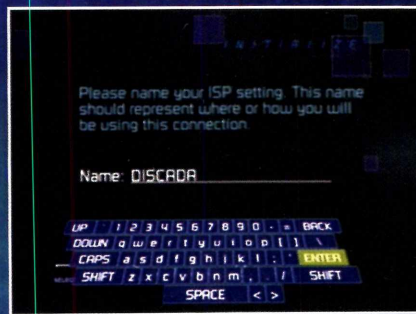 INITIALIZE
Please name your ISP setting. This name
should represent where or how you will
be using this connection.
Name: DISCADA
UP ` 1 2 3 4 5 6 7 8 9 0 - = BACK
DOWN q w e r t y u i o p [ ] \
CAPS a s d f g h j k l ; ' ENTER
SHIFT z x c v b n m , . / SHIFT
SPACE < >